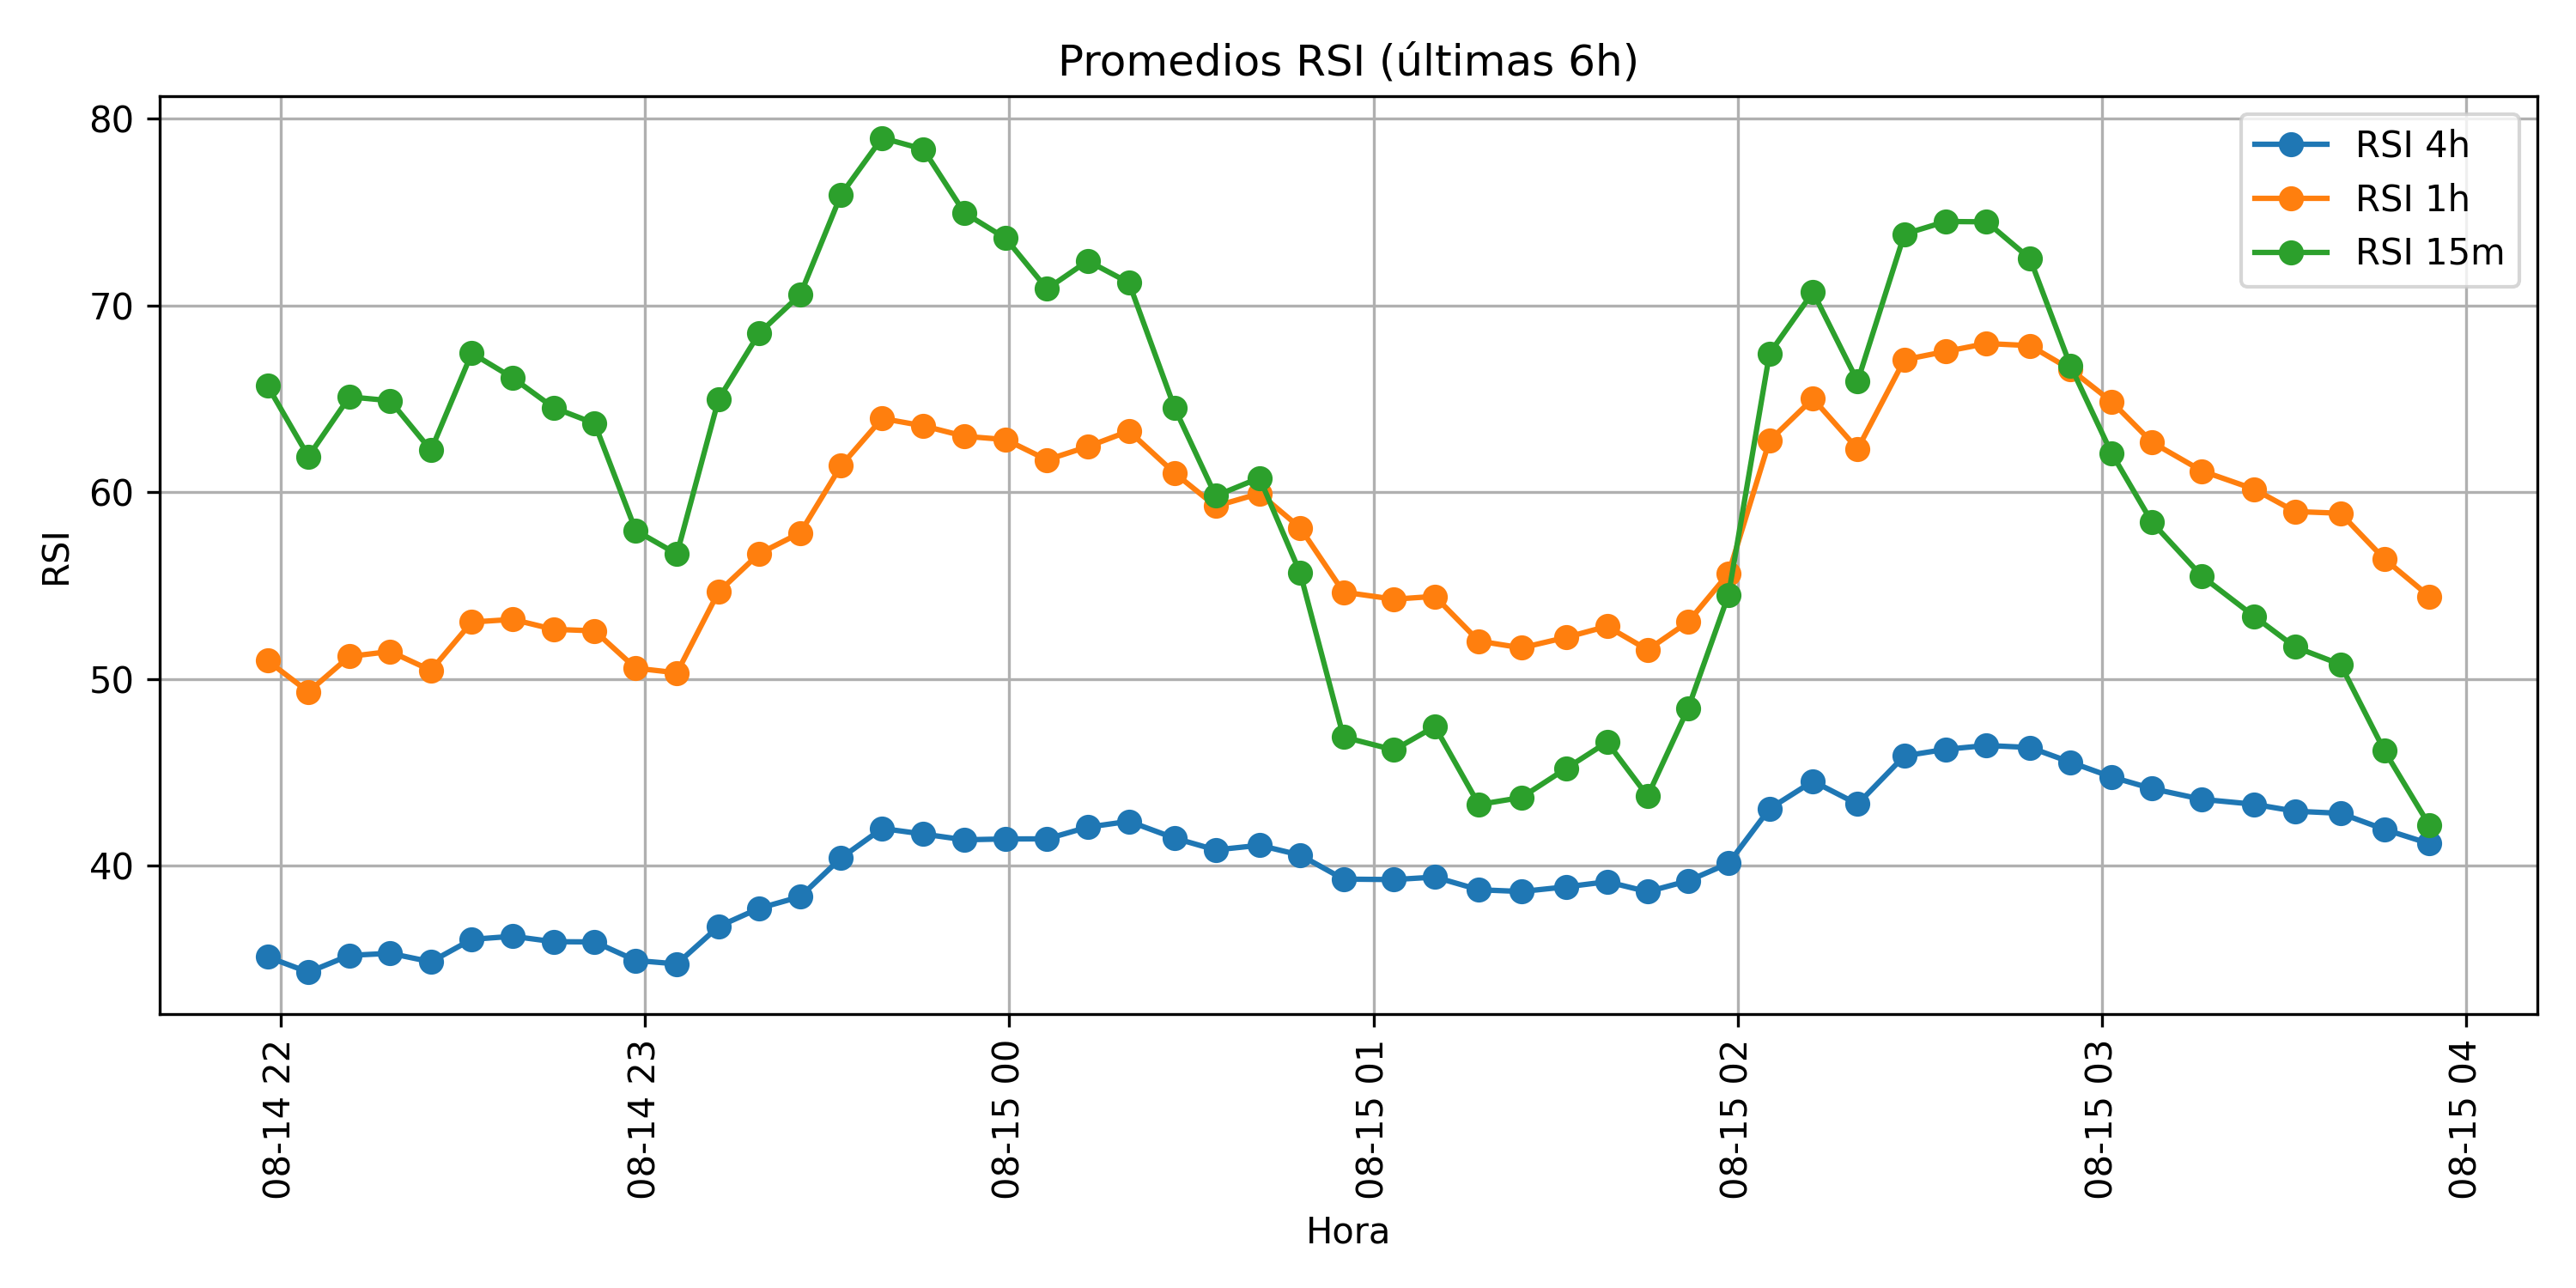 Promedios RSI (últimas 6h)
80
70
60
50
40
RSI
RSI 4h
RSI 1h
RSI 15m
08-14 22
08-14 23
08-15 00
08-15 01
08-15 02
08-15 03
08-15 04
Hora